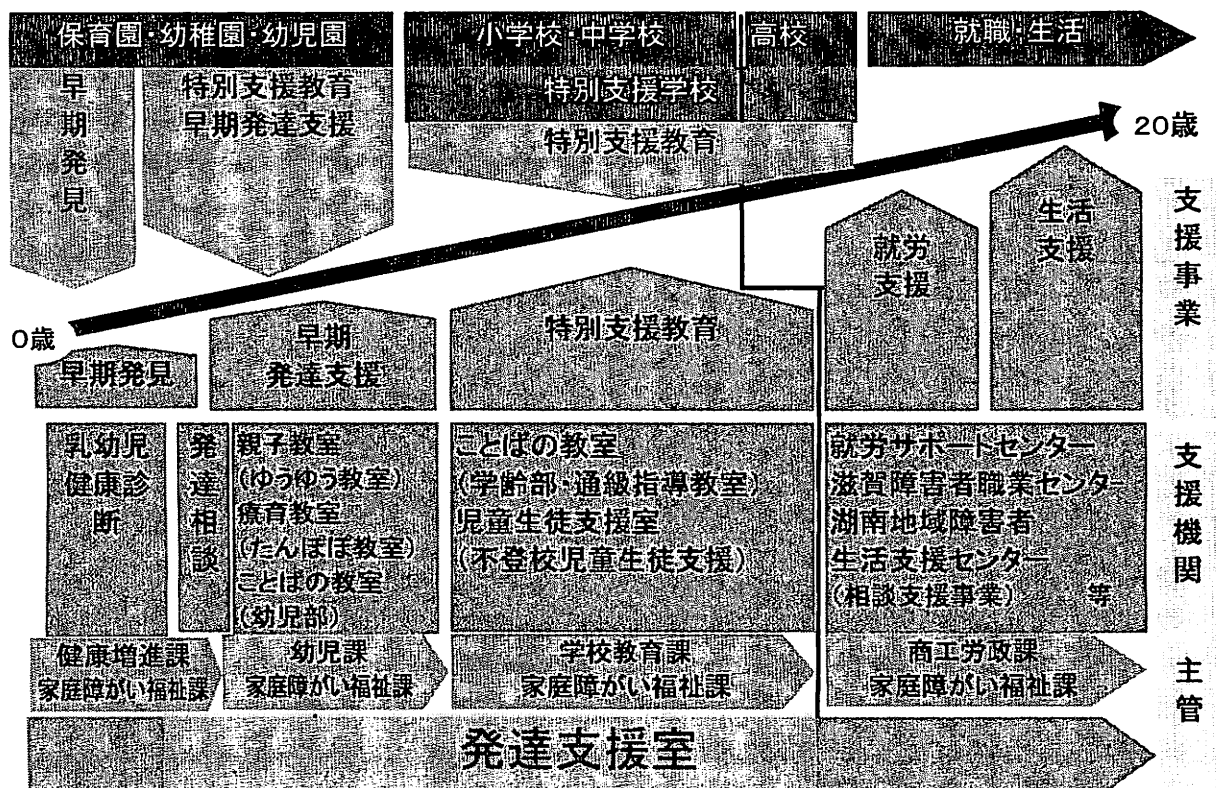 保育園・幼稚園・幼児園
小学校・中学校
高校
就職・生活
早期発見
特別支援教育
早期発達支援
特別支援学校
特別支援教育
20歳
0歳
早期発見
早期
発達支援
特別支援教育
就労
支援
生活
支援
支援事業
乳幼児
健康診
断
発達相談
親子教室
(ゆうゆう教室)
療育教室
(たんぽぽ教室)
ことばの教室
(幼児部)
ことばの教室
(学齢部・通級指導教室)
児童生徒支援室
(不登校児童生徒支援)
就労サポートセンター
滋賀障害者職業センター
湖南地域障害者
生活支援センター
(相談支援事業) 等
支援機関
健康増進課
家庭障がい福祉課
幼児課
家庭障がい福祉課
学校教育課
家庭障がい福祉課
商工労政課
家庭障がい福祉課
主管
発達支援室